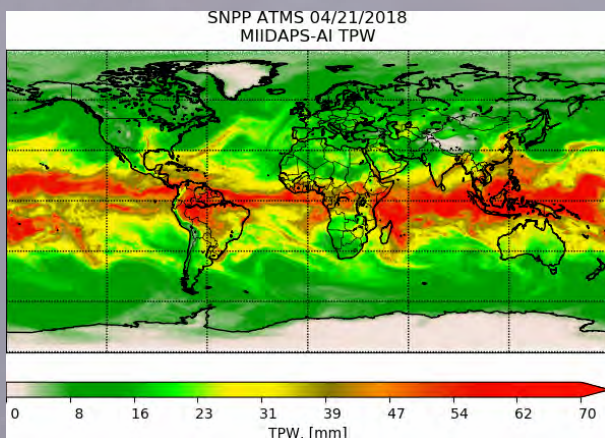 SNPP ATMS 04/21/2018
MIIDAPS-AI TPW
0 8 16 23 31 39 47 54 62 70
TPW, [mm]